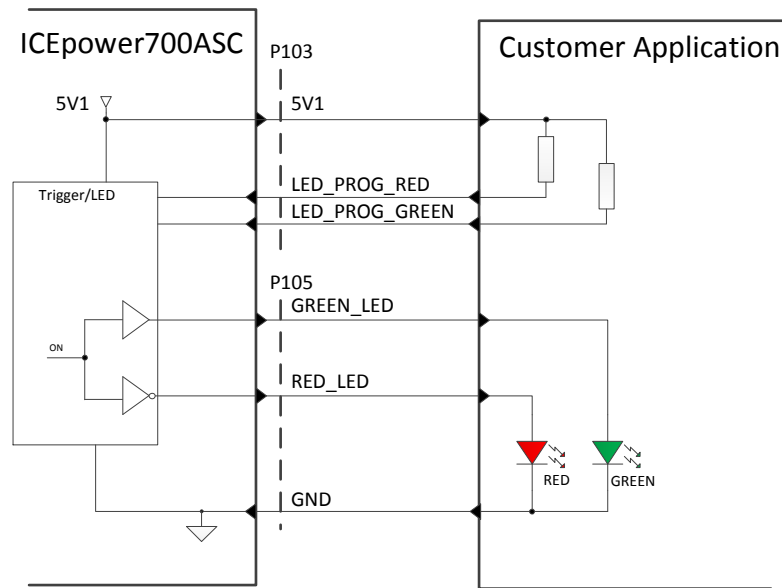 ICEpower700ASC
P103
Customer Application
5V1
5V1
Trigger/LED
LED_PROG_RED
LED_PROG_GREEN
P105
GREEN_LED
ON
RED_LED
RED
GREEN
GND